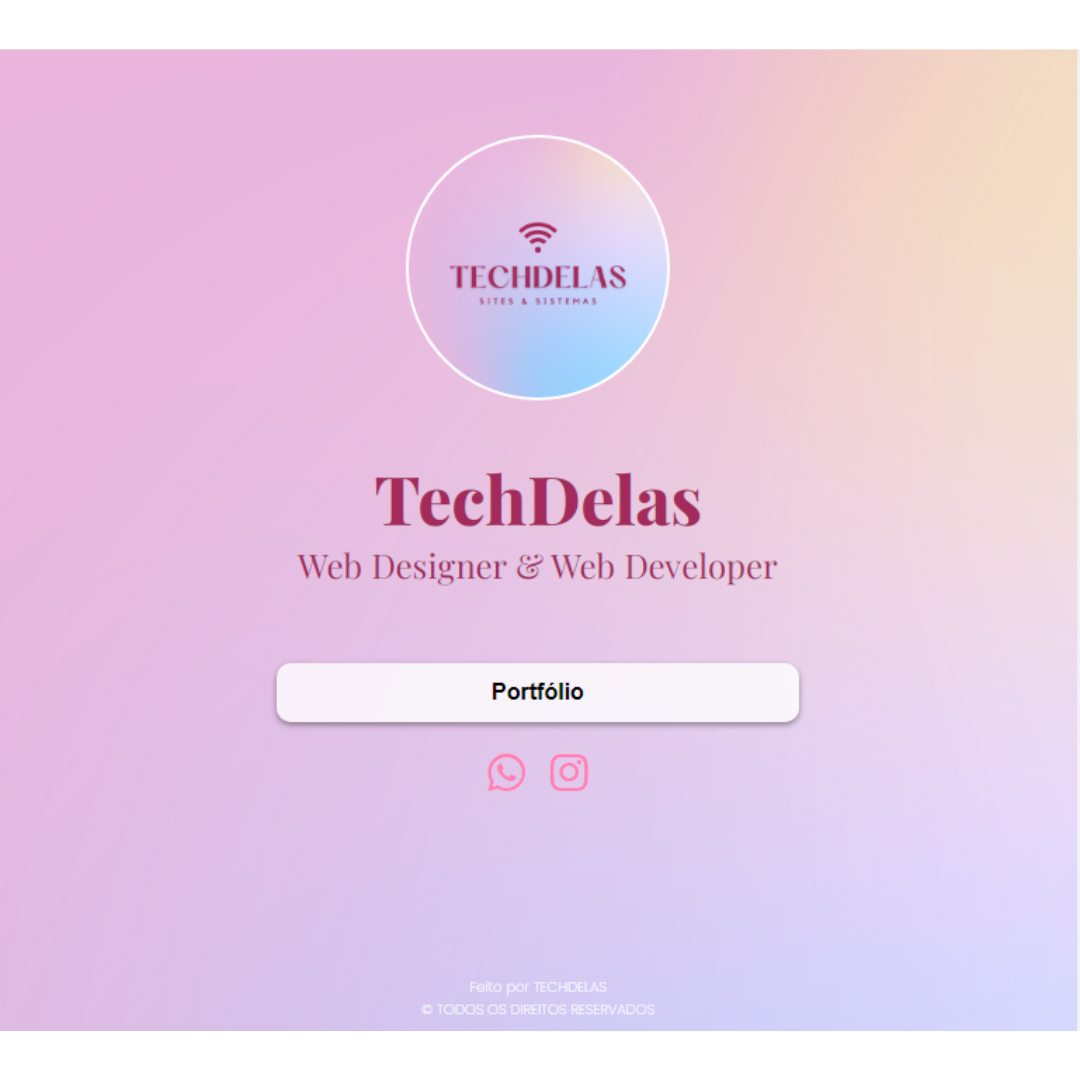 TECHDELAS
SITES & SISTEMAS
TechDelas
Web Designer & Web Developer
Portfólio
Feito por TECHDELAS
© TODOS OS DIREITOS RESERVADOS